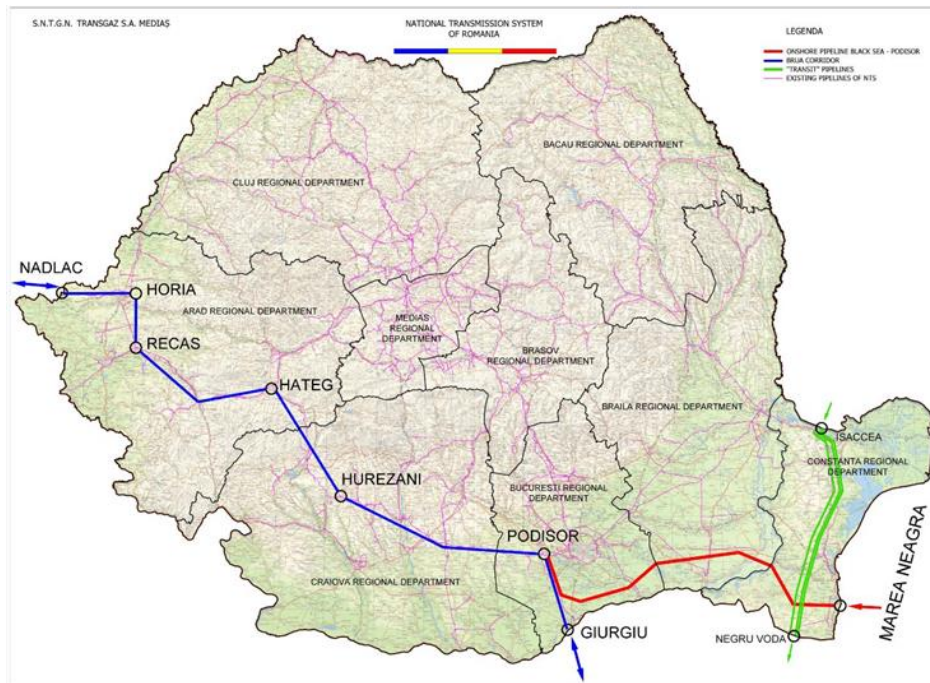 S.N.T.G.N. TRANSGAZ S.A. MEDIAȘ
NATIONAL TRANSMISSION SYSTEM
OF ROMANIA
LEGENDA
ONSHORE PIPELINE BLACK SEA - PODISOR
BRUA CORRIDOR
"TRANSIT" PIPELINES
EXISTING PIPELINES OF NTS
BACAU REGIONAL DEPARTMENT
CLUJ REGIONAL DEPARTMENT
NADLAC
HORIA
ARAD REGIONAL DEPARTMENT
MEDIAS
REGIONAL
DEPARTMENT
RECAS
BRASOV
REGIONAL DEPARTMENT
HATEG
BRAILA REGIONAL DEPARTMENT
ISACCEA
CONSTANTA REGIONAL
DEPARTMENT
HUREZANI
BUCURESTI REGIONAL
DEPARTMENT
PODISOR
CRAIOVA REGIONAL DEPARTMENT
MAREA NEAGRA
GIURGIU
NEGRU VODA